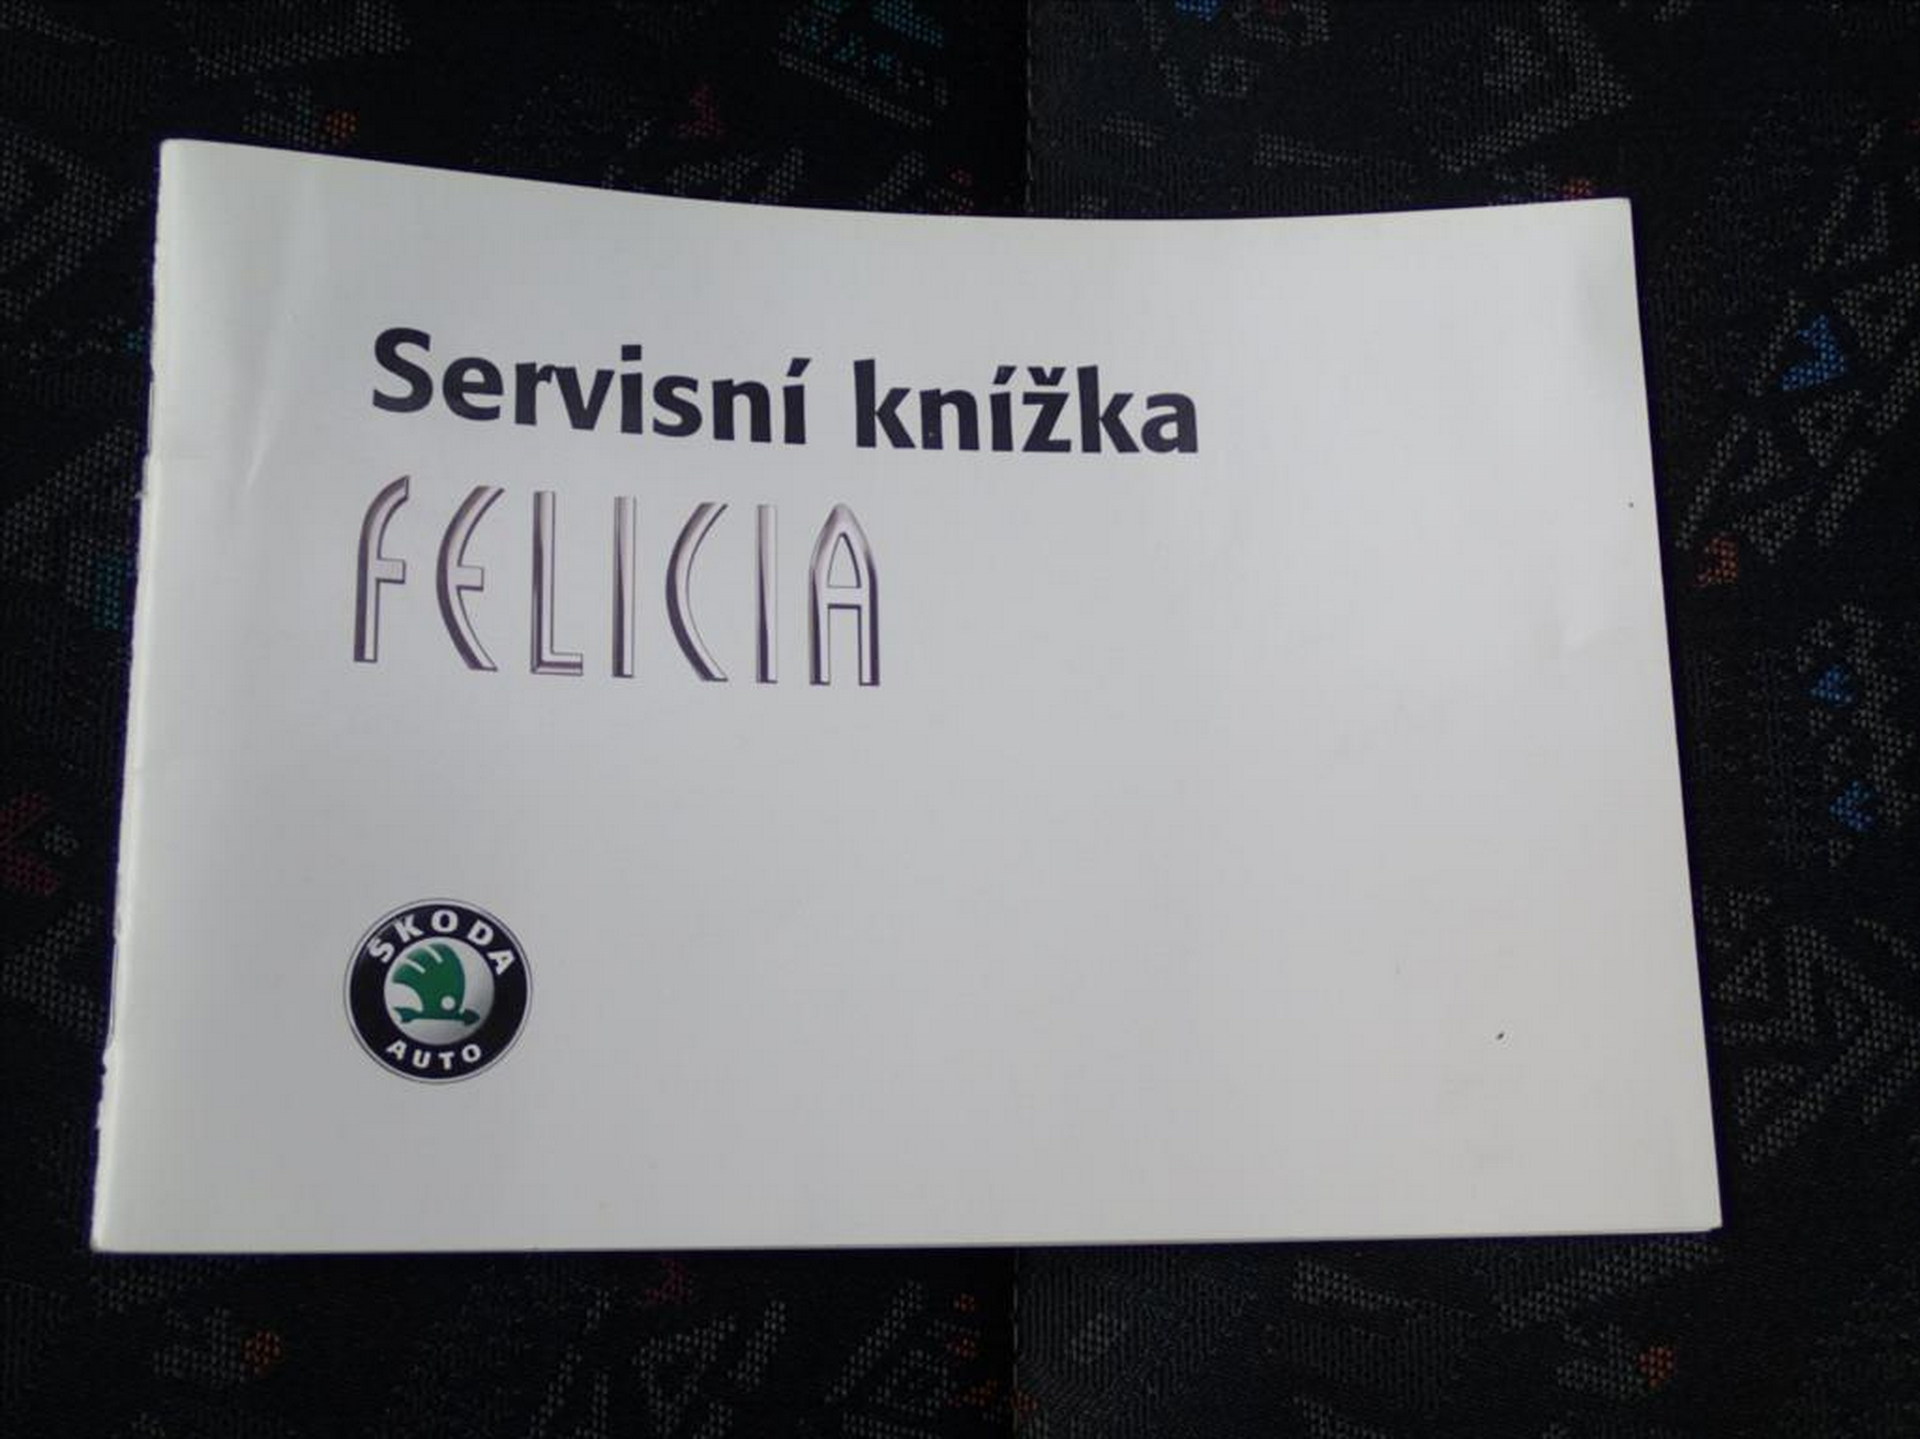 Servisní knížka
FELICIA
ŠKODA
AUTO